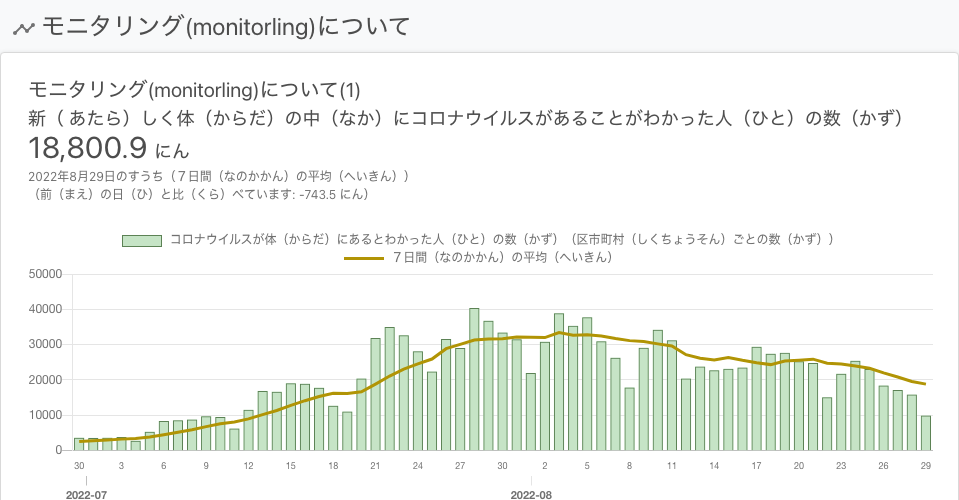 モニタリング(monitorling)について
モニタリング(monitorling)について(1)
新（ あたら）しく体（からだ）の中（なか）にコロナウイルスがあることがわかった人（ひと）の数（かず）
18,800.9 にん
2022年8月29日のすうち（７日間（なのかかん）の平均（へいきん））
（前（まえ）の日（ひ）と比（くら）べています: -743.5 にん）
コロナウイルスが体（からだ）にあるとわかった人（ひと）の数（かず）（区市町村（しくちょうそん）ごとの数（かず））
７日間（なのかかん）の平均（へいきん）
50000
40000
30000
20000
10000
0
30 3 6 9 12 15 18 21 24 27 30 2 5 8 11 14 17 20 23 26 29
2022-07 2022-08